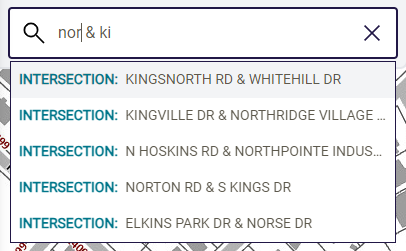 nor & ki
INTERSECTION: KINGSNORTH RD & WHITEHILL DR
INTERSECTION: KINGVILLE DR & NORTHRIDGE VILLAGE ...
INTERSECTION: N HOSKINS RD & NORTHPOINTE INDUS...
INTERSECTION: NORTON RD & S KINGS DR
INTERSECTION: ELKINS PARK DR & NORSE DR